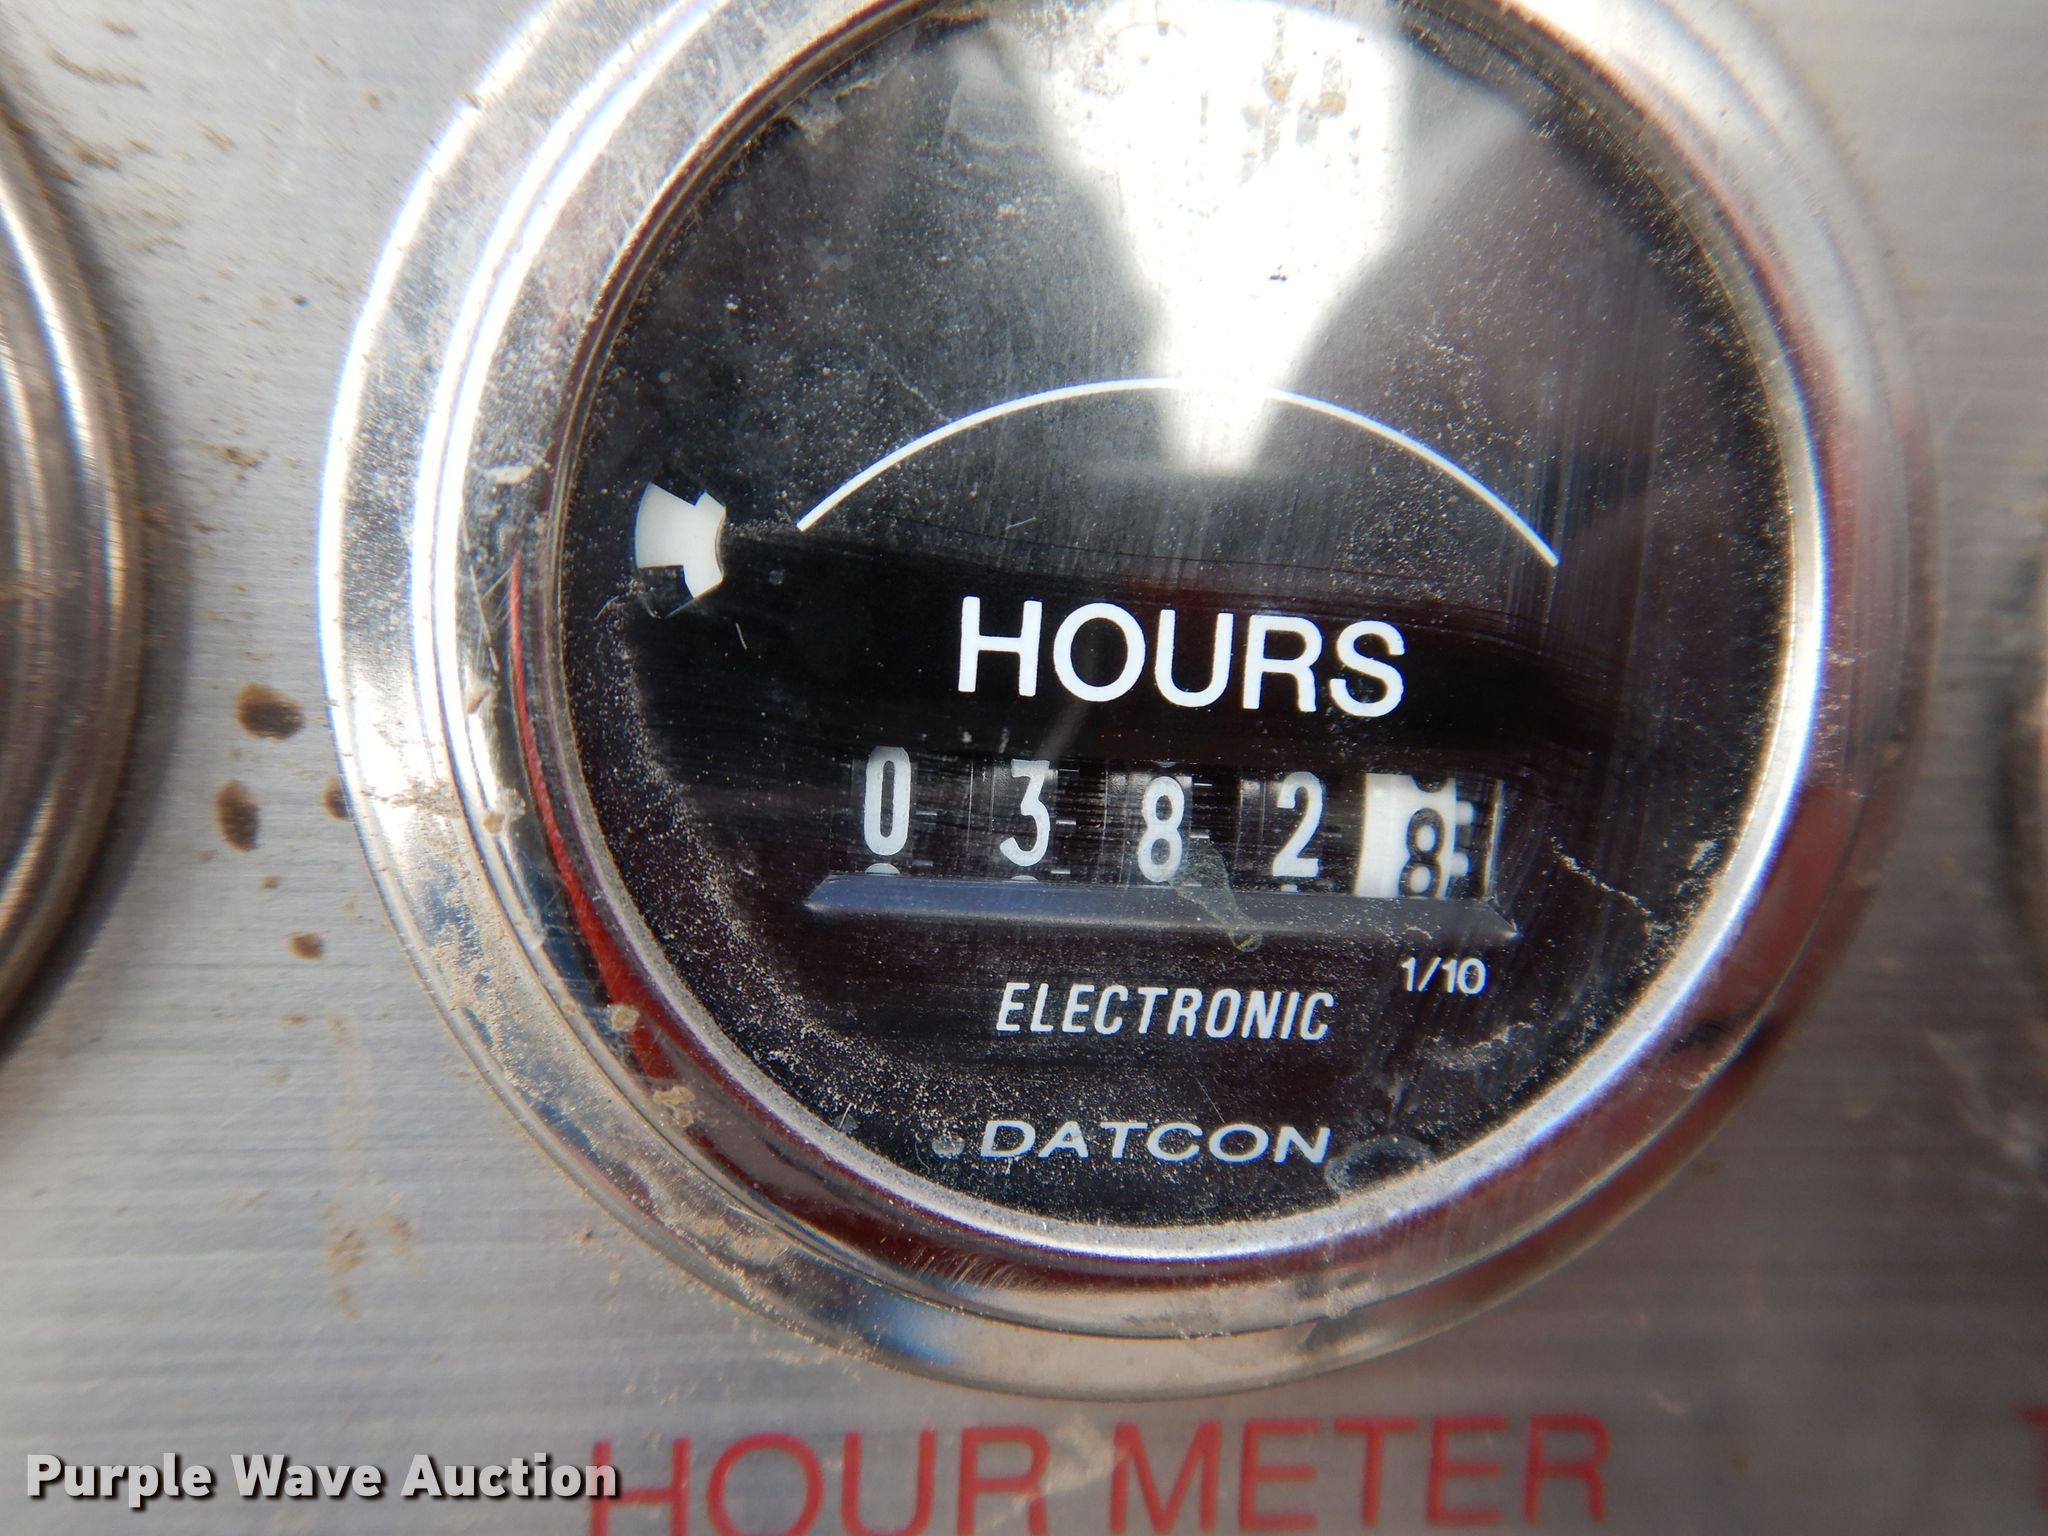 HOURS
0 3 8 2 8
1/10
ELECTRONIC
DATCON
HOUR METER
Purple Wave Auction